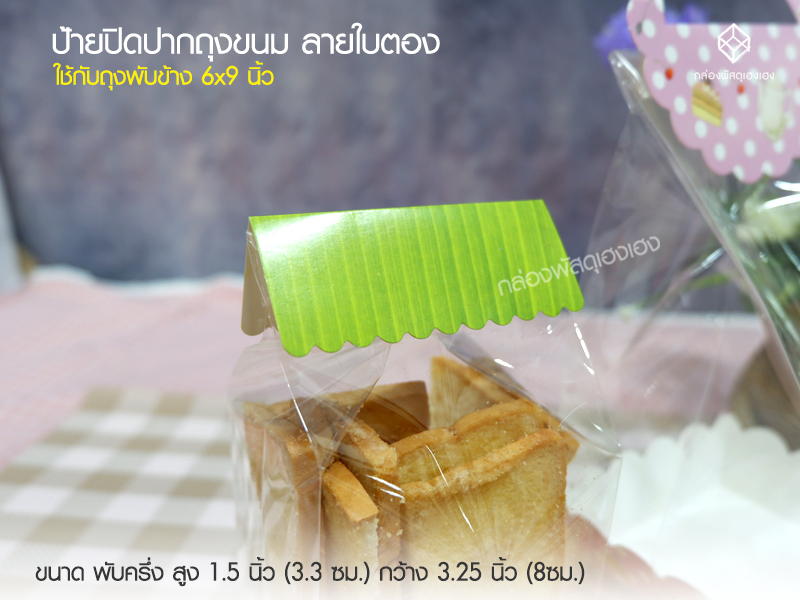 ป้ายปิดปากถุงขนม ลายใบตอง
ใช้กับถุงพับข้าง 6x9 นิ้ว
กล่องพัสดุเฮงเฮง
กล่องพัสดุเฮงเฮง
ขนาด พับครึ่ง สูง 1.5 นิ้ว (3.3 ซม.) กว้าง 3.25 นิ้ว (8ซม.)